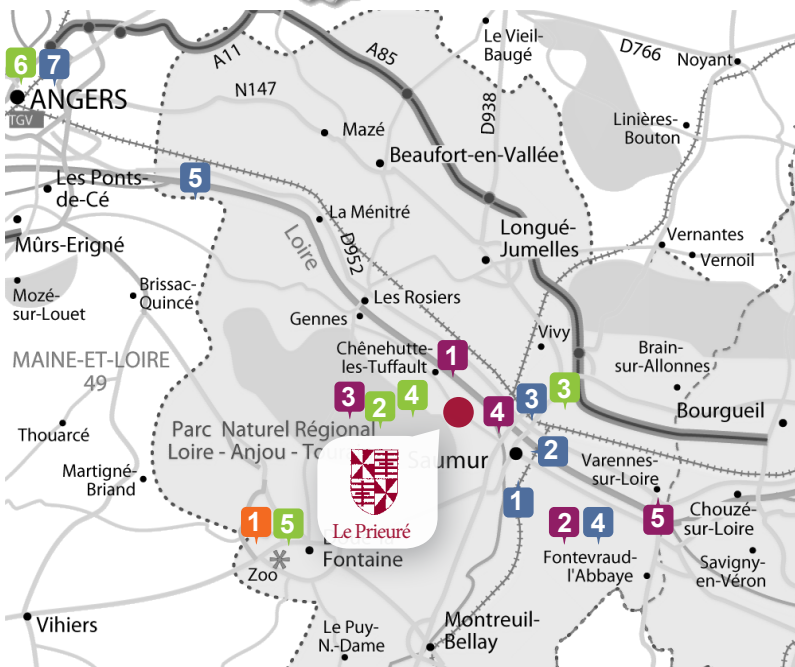 Le Vieil-
Baugé
D766
Noyant
A11
A85
6
7
N147
D938
ANGERS
TGV
Mazé
Linières-
Bouton
Beaufort-en-Vallée
Les Ponts-
de-Cé
5
La Ménitré
Loire
D952
Longué-
Jumelles
Vernantes
Vernoil
Mûrs-Erigné
Mozé-
sur-Louet
Brissac-
Quincé
Les Rosiers
Gennes
Vivy
MAINE-ET-LOIRE
49
Chênehutte-
les-Tuffault
1
Brain-
sur-Allonnes
3
2
4
4
3
3
Bourgueil
Thouarcé
Parc Naturel Régional
Loire - Anjou -
Saumur
2
Martigné-
Briand
Varennes-
sur-Loire
Le Prieuré
1
5
1
2
4
5
Chouzé-
sur-Loire
Fontaine
Zoo
Fontevraud-
l'Abbaye
Savigny-
en-Véron
Vihiers
Le Puy-
N.-Dame
Montreuil-
Bellay